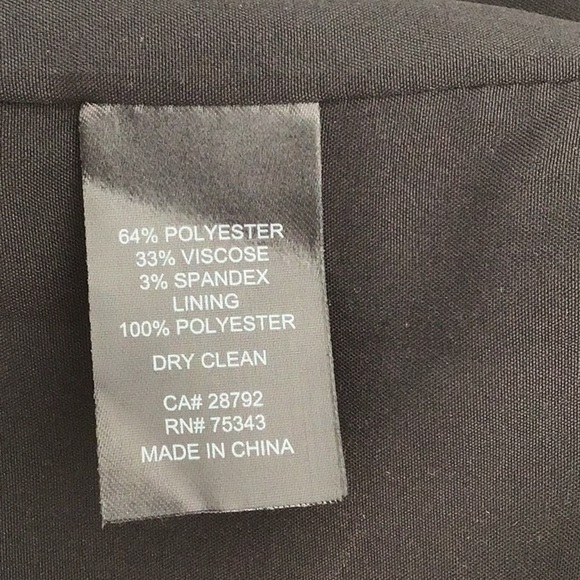 64% POLYESTER
33% VISCOSE
3% SPANDEX
LINING
100% POLYESTER
DRY CLEAN
CA# 28792
RN# 75343
MADE IN CHINA